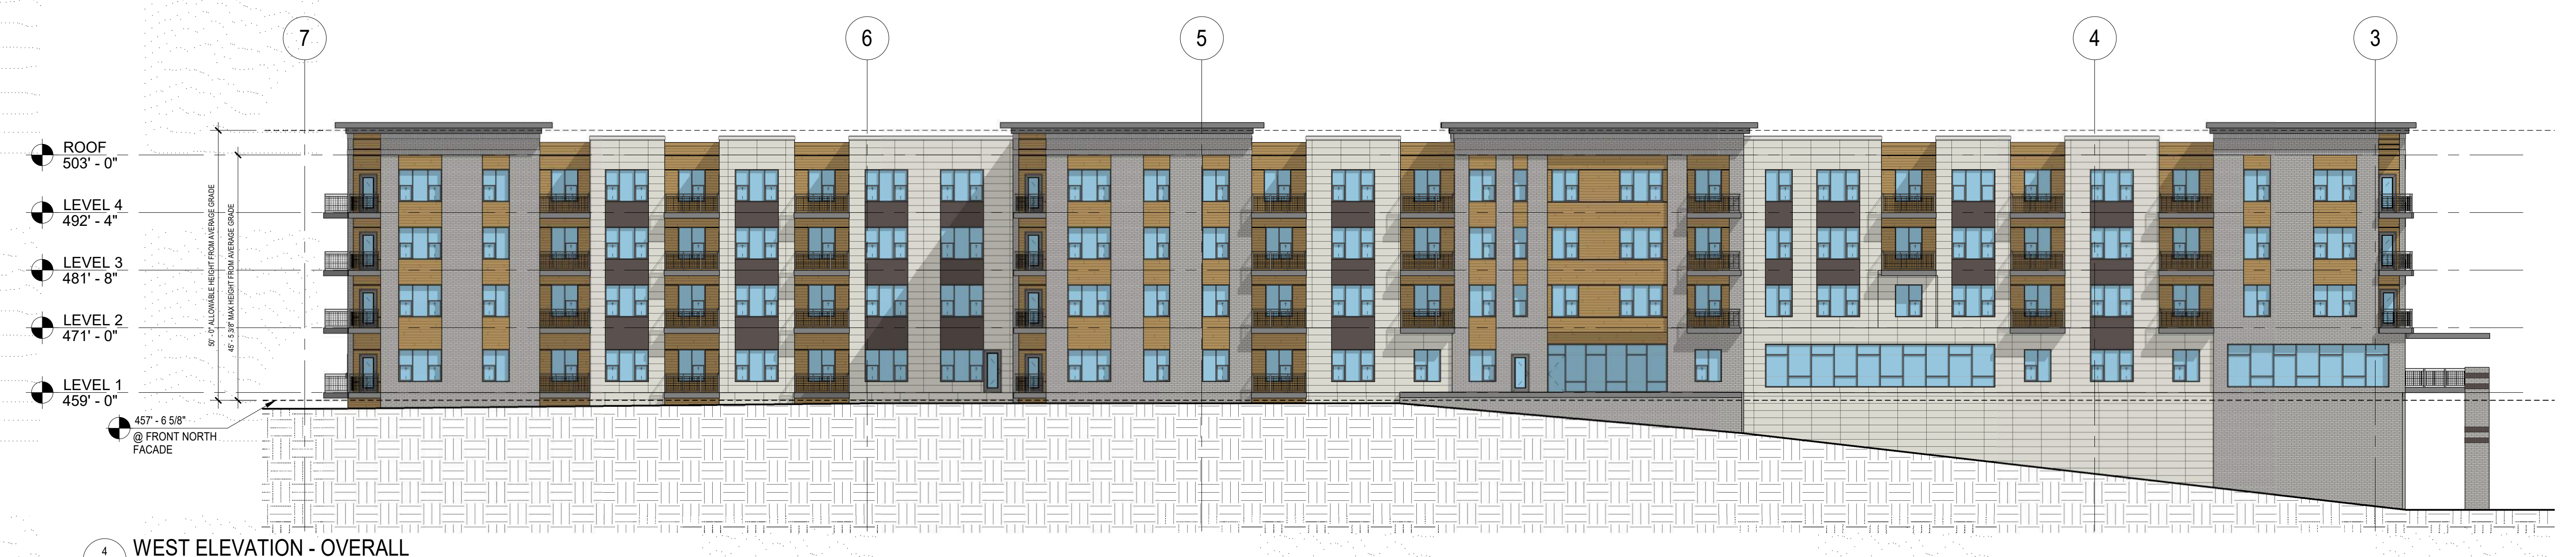 7
6
5
4
3
ROOF
503' - 0"
LEVEL 4
492' - 4"
LEVEL 3
481' - 8"
LEVEL 2
471' - 0"
LEVEL 1
459' - 0"
50' - 0" ALLOWABLE HEIGHT FROM AVERAGE GRADE
45' - 5 3/8" MAX HEIGHT FROM AVERAGE GRADE
457' - 6 5/8"
@ FRONT NORTH
FACADE
4
WEST ELEVATION - OVERALL